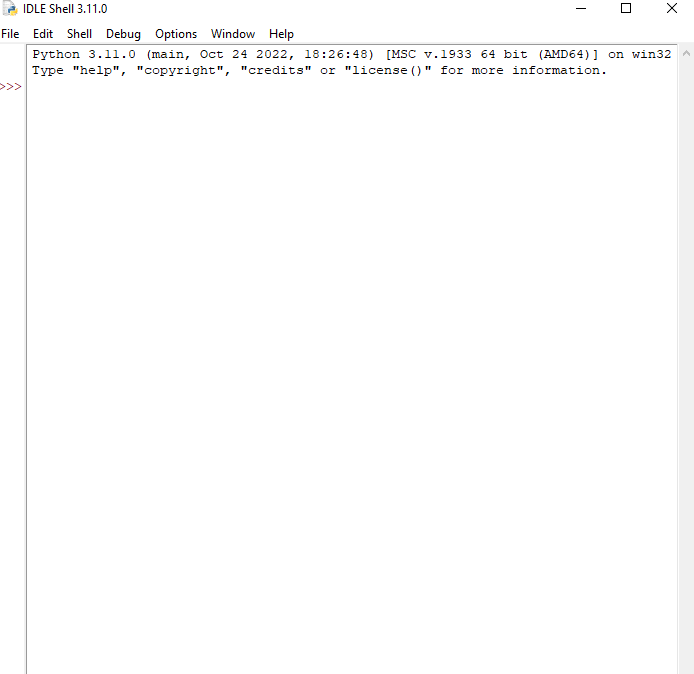 IDLE Shell 3.11.0
File Edit Shell Debug Options Window Help
Python 3.11.0 (main, Oct 24 2022, 18:26:48) [MSC v.1933 64 bit (AMD64)] on win32
Type "help", "copyright", "credits" or "license()" for more information.
>>>